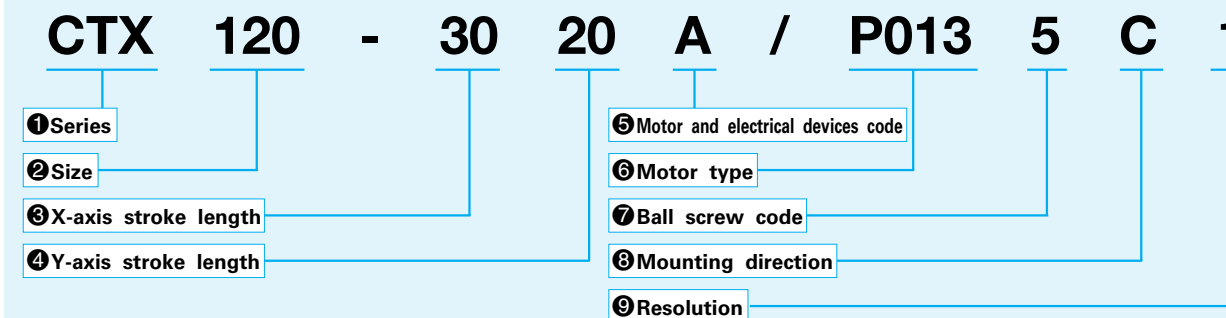 CTX 120 - 30 20 A / P013 5 C
❶Series
❷Size
❸X-axis stroke length
❹Y-axis stroke length
❺Motor and electrical devices code
❻Motor type
❼Ball screw code
❽Mounting direction
❾Resolution